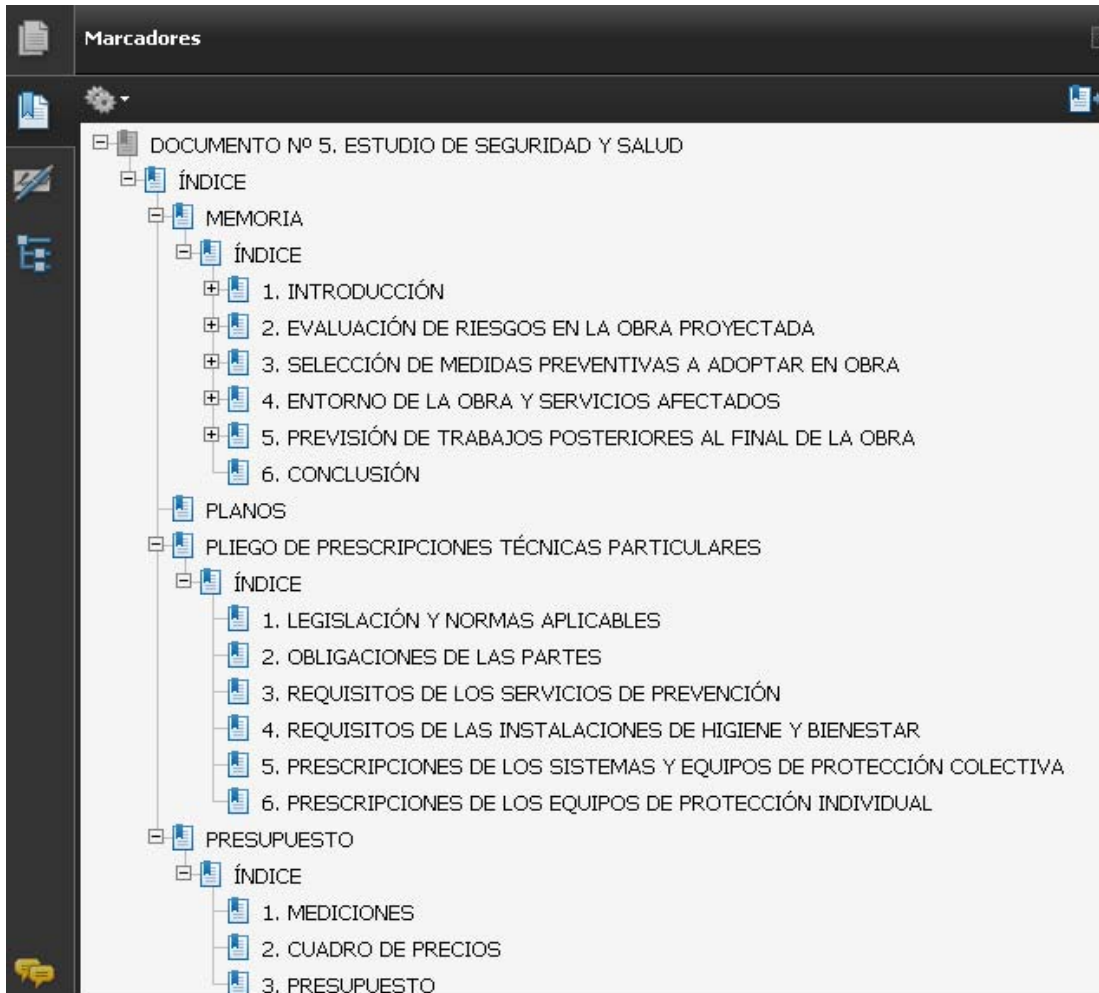 Marcadores
DOCUMENTO Nº 5. ESTUDIO DE SEGURIDAD Y SALUD
ÍNDICE
MEMORIA
ÍNDICE
1. INTRODUCCIÓN
2. EVALUACIÓN DE RIESGOS EN LA OBRA PROYECTADA
3. SELECCIÓN DE MEDIDAS PREVENTIVAS A ADOPTAR EN OBRA
4. ENTORNO DE LA OBRA Y SERVICIOS AFECTADOS
5. PREVISIÓN DE TRABAJOS POSTERIORES AL FINAL DE LA OBRA
6. CONCLUSIÓN
PLANOS
PLIEGO DE PRESCRIPCIONES TÉCNICAS PARTICULARES
ÍNDICE
1. LEGISLACIÓN Y NORMAS APLICABLES
2. OBLIGACIONES DE LAS PARTES
3. REQUISITOS DE LOS SERVICIOS DE PREVENCIÓN
4. REQUISITOS DE LAS INSTALACIONES DE HIGIENE Y BIENESTAR
5. PRESCRIPCIONES DE LOS SISTEMAS Y EQUIPOS DE PROTECCIÓN COLECTIVA
6. PRESCRIPCIONES DE LOS EQUIPOS DE PROTECCIÓN INDIVIDUAL
PRESUPUESTO
ÍNDICE
1. MEDICIONES
2. CUADRO DE PRECIOS
3. PRESUPUESTO